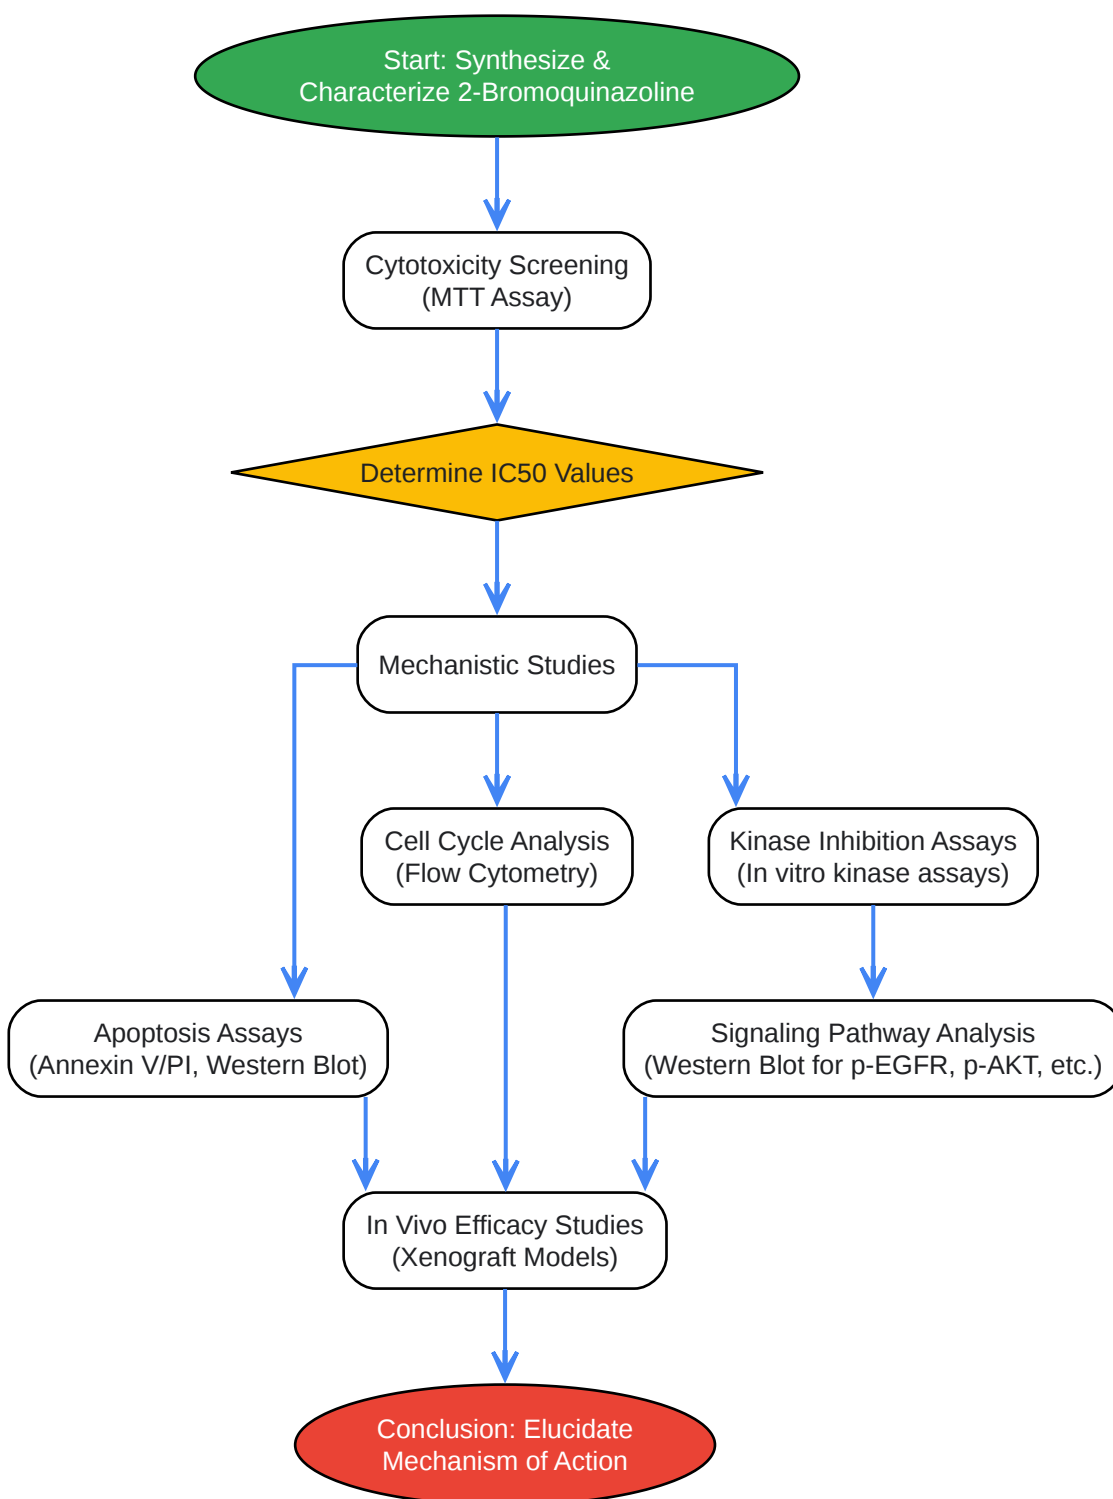 Start: Synthesize &
Characterize 2-Bromoquinazoline
Cytotoxicity Screening
(MTT Assay)
Determine IC50 Values
Mechanistic Studies
Cell Cycle Analysis
(Flow Cytometry)
Kinase Inhibition Assays
(In vitro kinase assays)
Apoptosis Assays
(Annexin V/PI, Western Blot)
Signaling Pathway Analysis
(Western Blot for p-EGFR, p-AKT, etc.)
In Vivo Efficacy Studies
(Xenograft Models)
Conclusion: Elucidate
Mechanism of Action